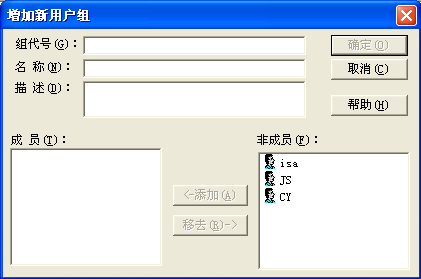 增加新用户组
组代号(G)：
确定(O)
名 称(N)：
取消(C)
描 述(D)：
帮助(H)
成 员(T)：
非成员(F)：
isa
JS
CY
<-添加(A)
移去(R)->